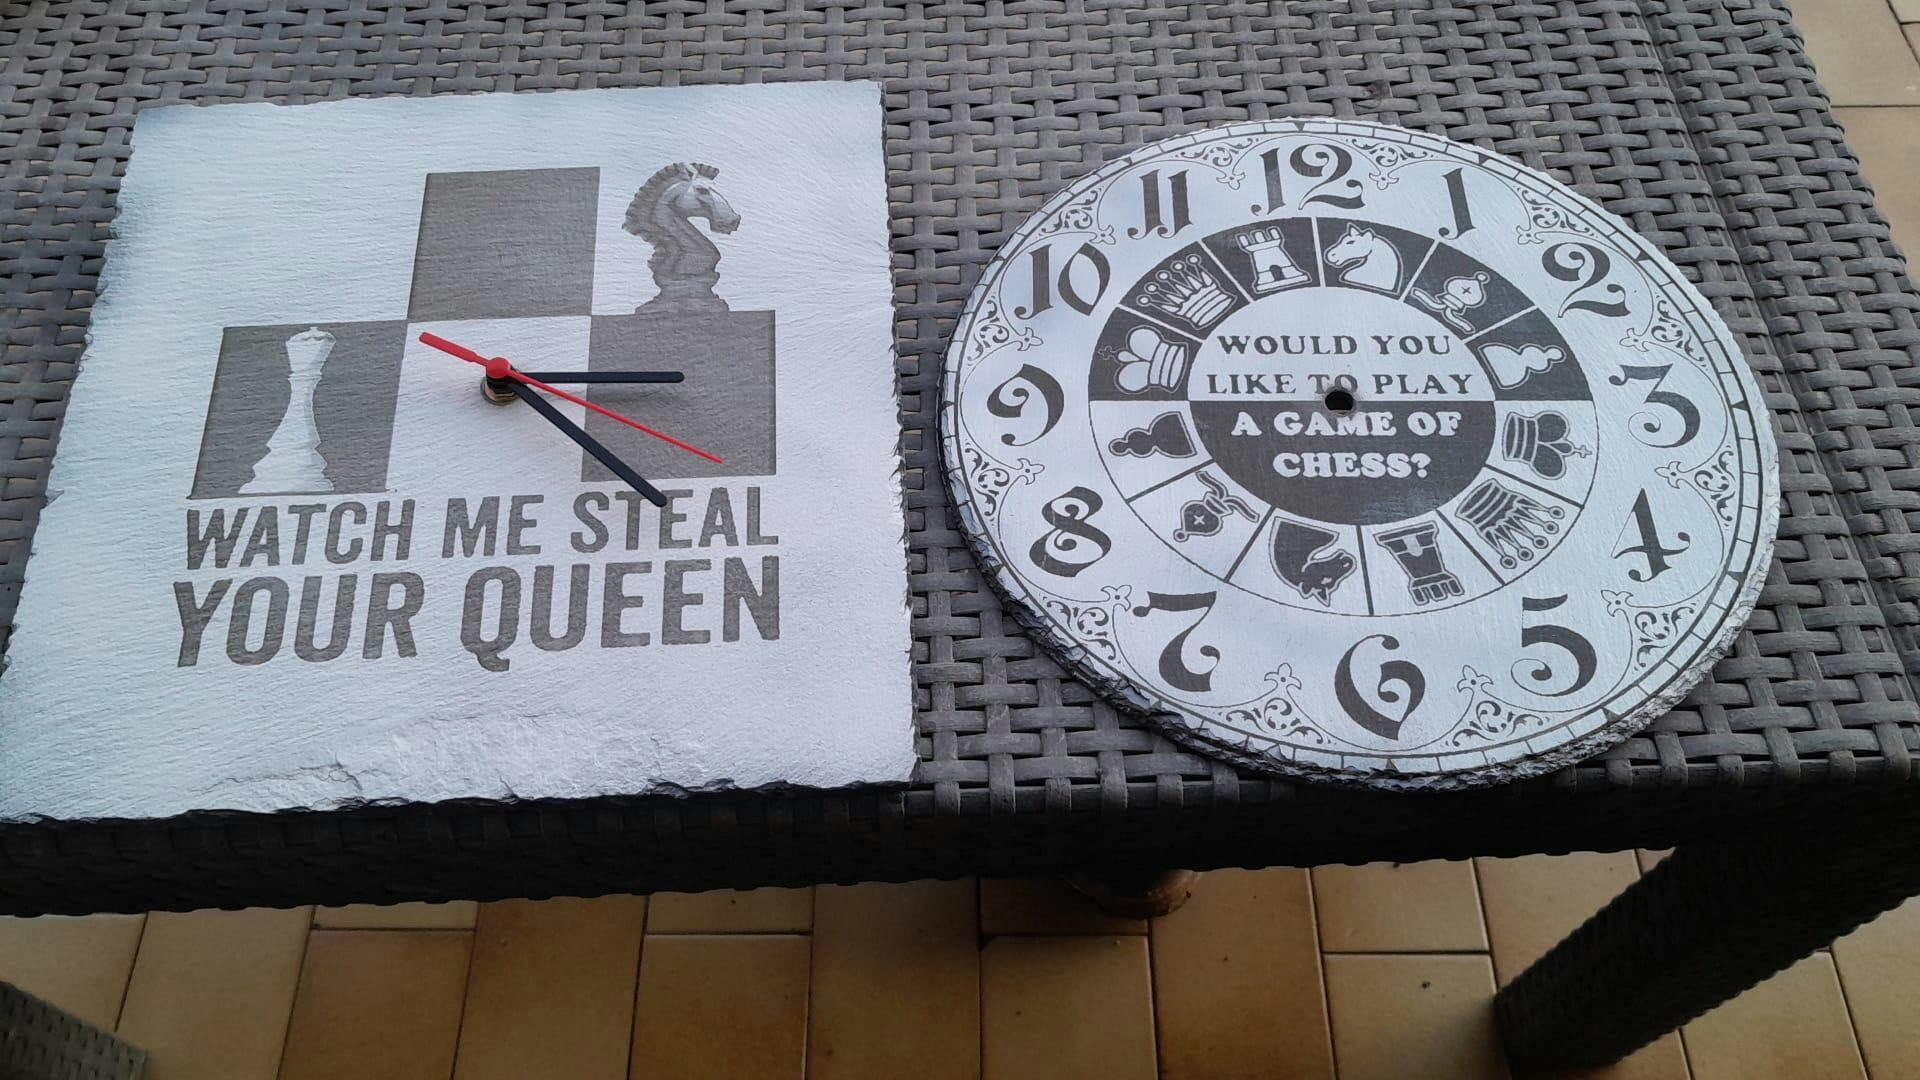 WATCH ME STEAL
YOUR QUEEN
12
1
2
3
4
5
6
7
8
9
10
11
WOULD YOU
LIKE TO PLAY
A GAME OF
CHESS?